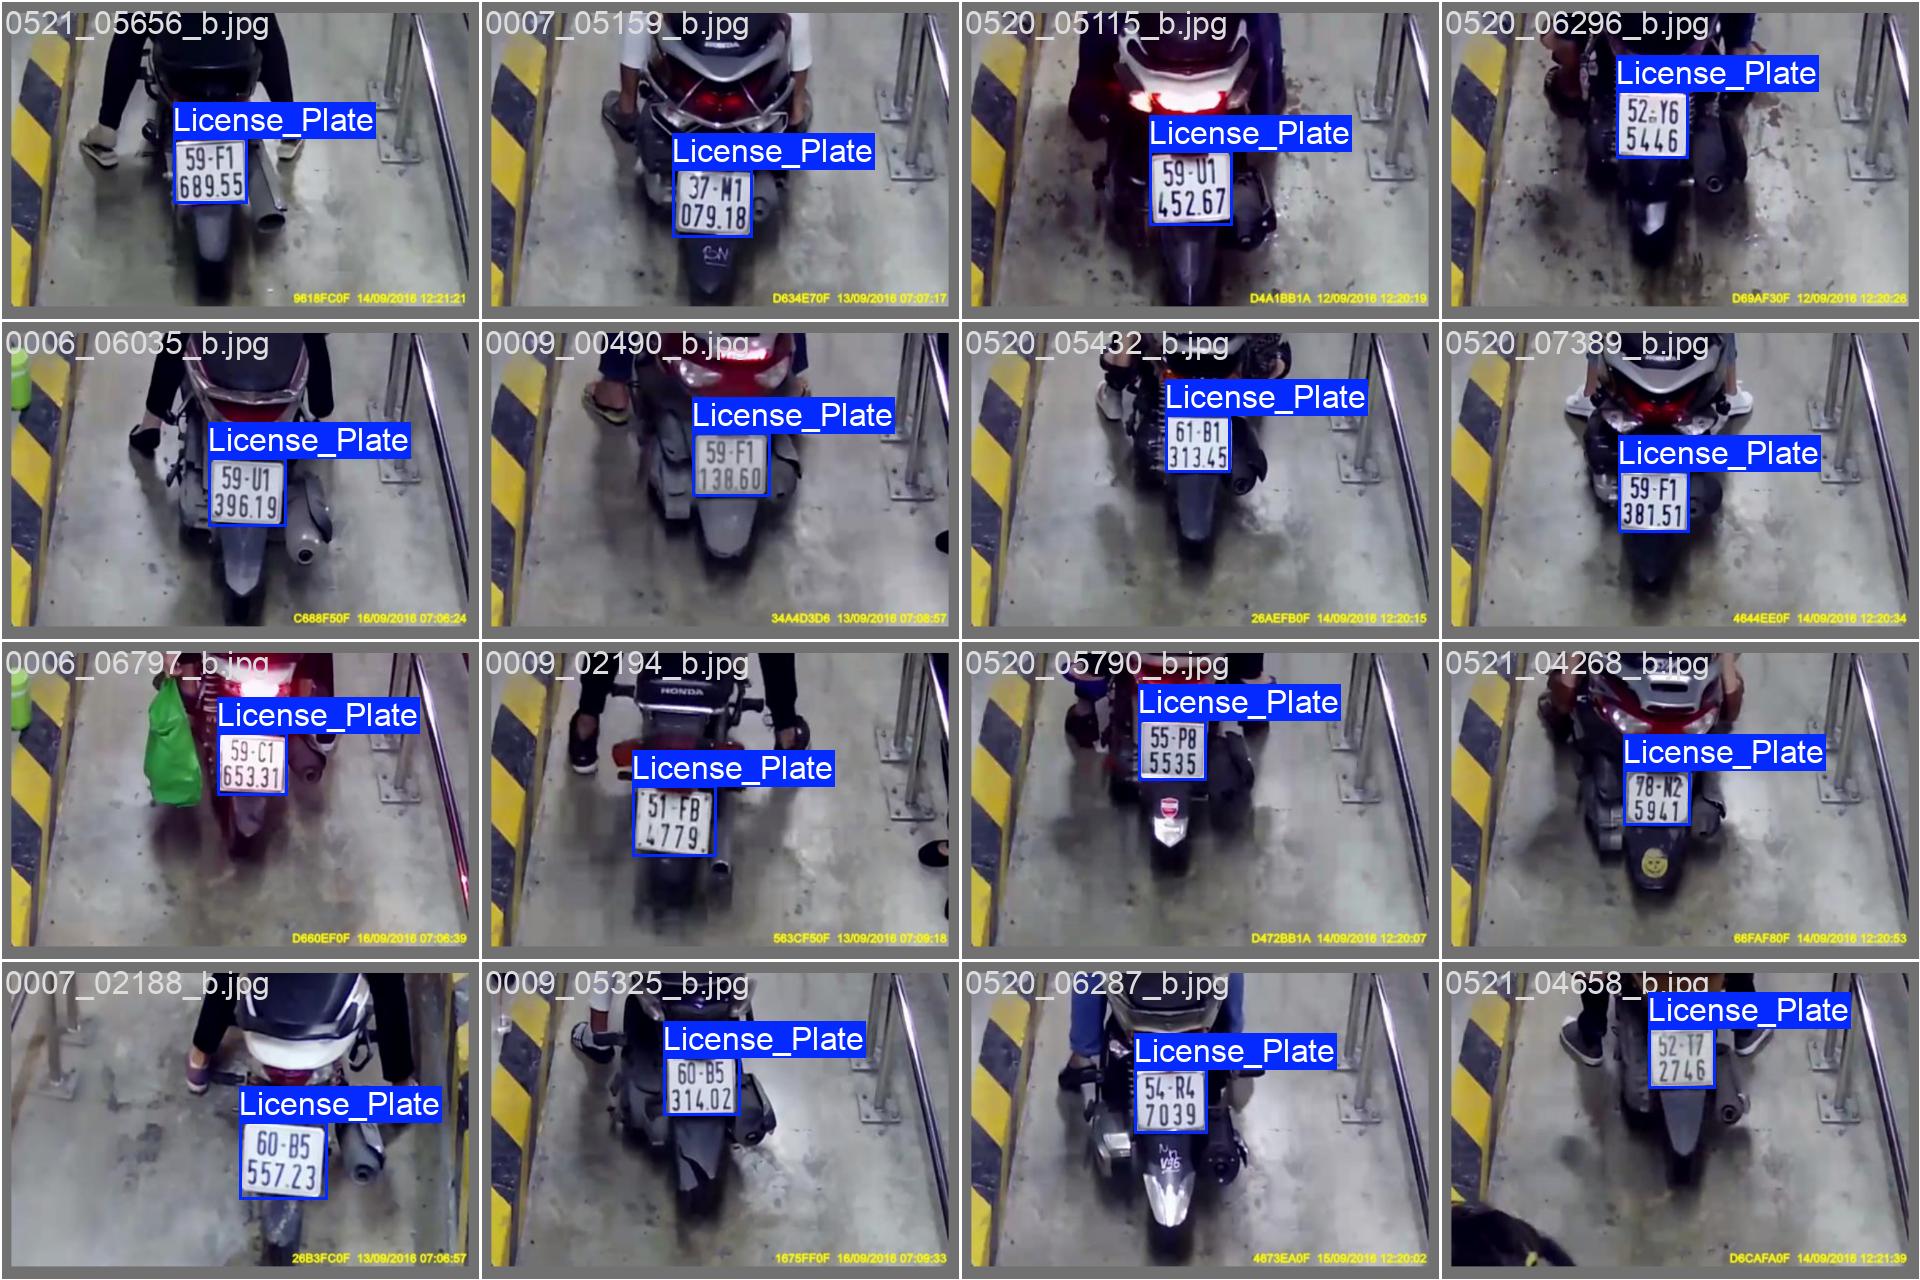 0521_05656_b.jpg
License_Plate
59-F1
689.55
9618FC0F 14/09/2016 12:21:21
0007_05159_b.jpg
HONDA
License_Plate
37-M1
079.18
BN
D634E70F 13/09/2016 07:07:17
0520_05115_b.jpg
License_Plate
59-U1
452.67
D4A1BB1A 12/09/2016 12:20:19
0520_06296_b.jpg
License_Plate
52-Y6
5446
D69AF30F 12/09/2016 12:20:26
0006_06035_b.jpg
License_Plate
59-U1
396.19
C688F50F 16/09/2016 07:06:24
0009_00490_b.jpg
License_Plate
59-F1
138.60
34A4D3D6 13/09/2016 07:08:57
0520_05432_b.jpg
License_Plate
61-B1
313.45
26AEFB0F 14/09/2016 12:20:15
0520_07389_b.jpg
License_Plate
59-F1
381.51
4644EE0F 14/09/2016 12:20:34
0006_06797_b.jpg
License_Plate
59-C1
653.31
D660EF0F 16/09/2016 07:06:39
0009_02194_b.jpg
HONDA
License_Plate
51-FB
4779
563CF50F 13/09/2016 07:09:18
0520_05790_b.jpg
License_Plate
55-P8
5535
D472BB1A 14/09/2016 12:20:07
0521_04268_b.jpg
License_Plate
78-N2
5941
66FAF80F 14/09/2016 12:20:53
0007_02188_b.jpg
License_Plate
60-B5
557.23
26B3FC0F 13/09/2016 07:06:57
0009_05325_b.jpg
License_Plate
60-B5
314.02
1675FF0F 16/09/2016 07:09:33
0520_06287_b.jpg
License_Plate
54-R4
7039
V96
4673EA0F 15/09/2016 12:20:02
0521_04658_b.jpg
License_Plate
52-17
2746
D6CAFA0F 14/09/2016 12:21:39